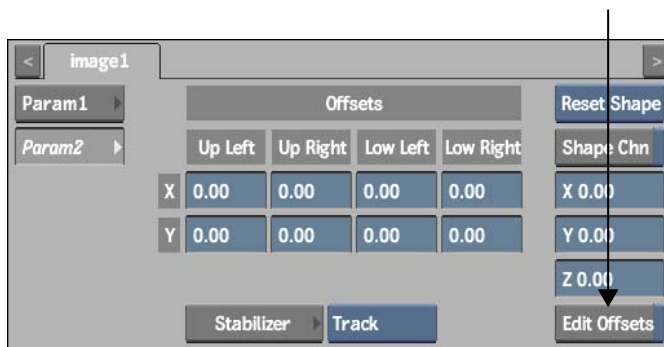 < image1 >
Param1 Offsets Reset Shape
Param2 Up Left Up Right Low Left Low Right Shape Chn
X 0.00 0.00 0.00 0.00 X 0.00
Y 0.00 0.00 0.00 0.00 Y 0.00
Z 0.00
Stabilizer Track Edit Offsets